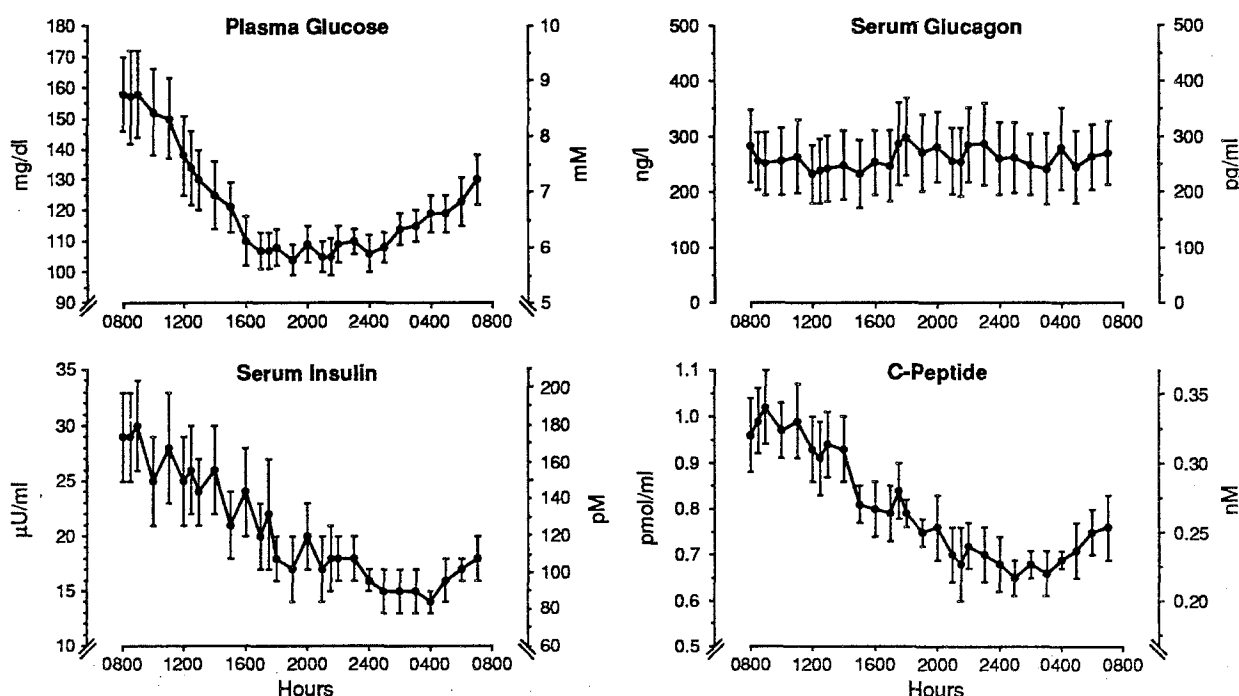 Plasma Glucose
180
170
160
150
140
130
120
110
100
90
mg/dl
10
9
8
7
6
5
mM
0800 1200 1600 2000 2400 0400 0800
Serum Glucagon
500
400
300
200
100
0
ng/l
500
400
300
200
100
0
pg/ml
0800 1200 1600 2000 2400 0400 0800
Serum Insulin
35
30
25
20
15
10
μU/ml
200
180
160
140
120
100
80
60
pM
0800 1200 1600 2000 2400 0400 0800
Hours
C-Peptide
1.1
1.0
0.9
0.8
0.7
0.6
0.5
pmol/ml
0.35
0.30
0.25
0.20
nM
0800 1200 1600 2000 2400 0400 0800
Hours